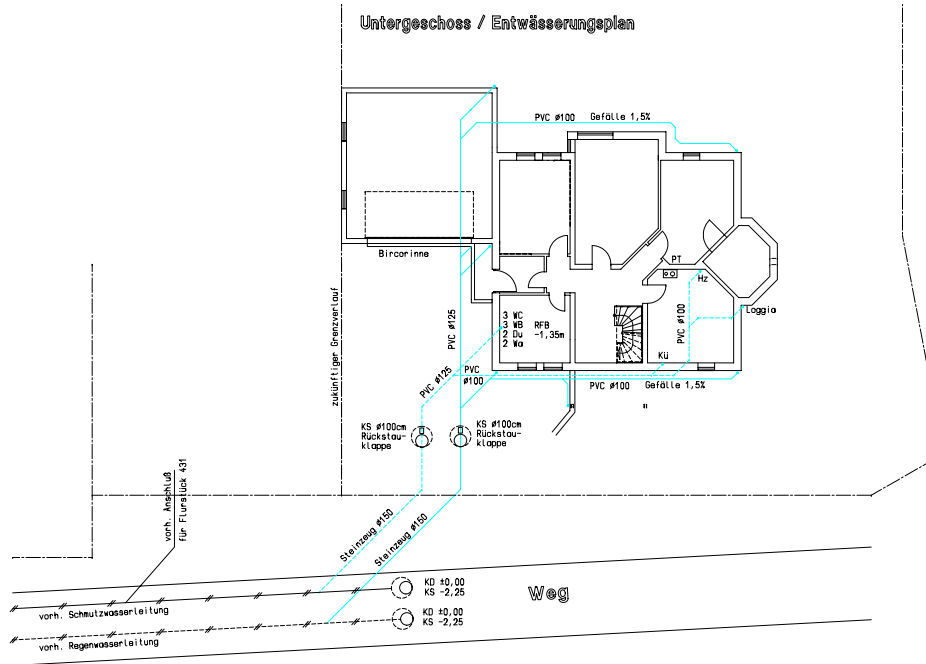 Untergeschoss / Entwässerungsplan
PVC ø100 Gefälle 1,5%
Bircorinne
PT
Hz
Loggia
zukünftiger Grenzverlauf
PVC ø125
3 WC
3 WB
2 Du
2 Wa
RFB
-1,35m
PVC ø100
Kü
PVC ø125
PVC
ø100
PVC ø100 Gefälle 1,5%
KS ø100cm
Rückstau-
klappe
KS ø100cm
Rückstau-
klappe
vorh. Anschluß
für Flurstück 431
Steinzeug ø150
Steinzeug ø150
KD ±0,00
KS -2,25
Weg
vorh. Schmutzwasserleitung
KD ±0,00
KS -2,25
vorh. Regenwasserleitung